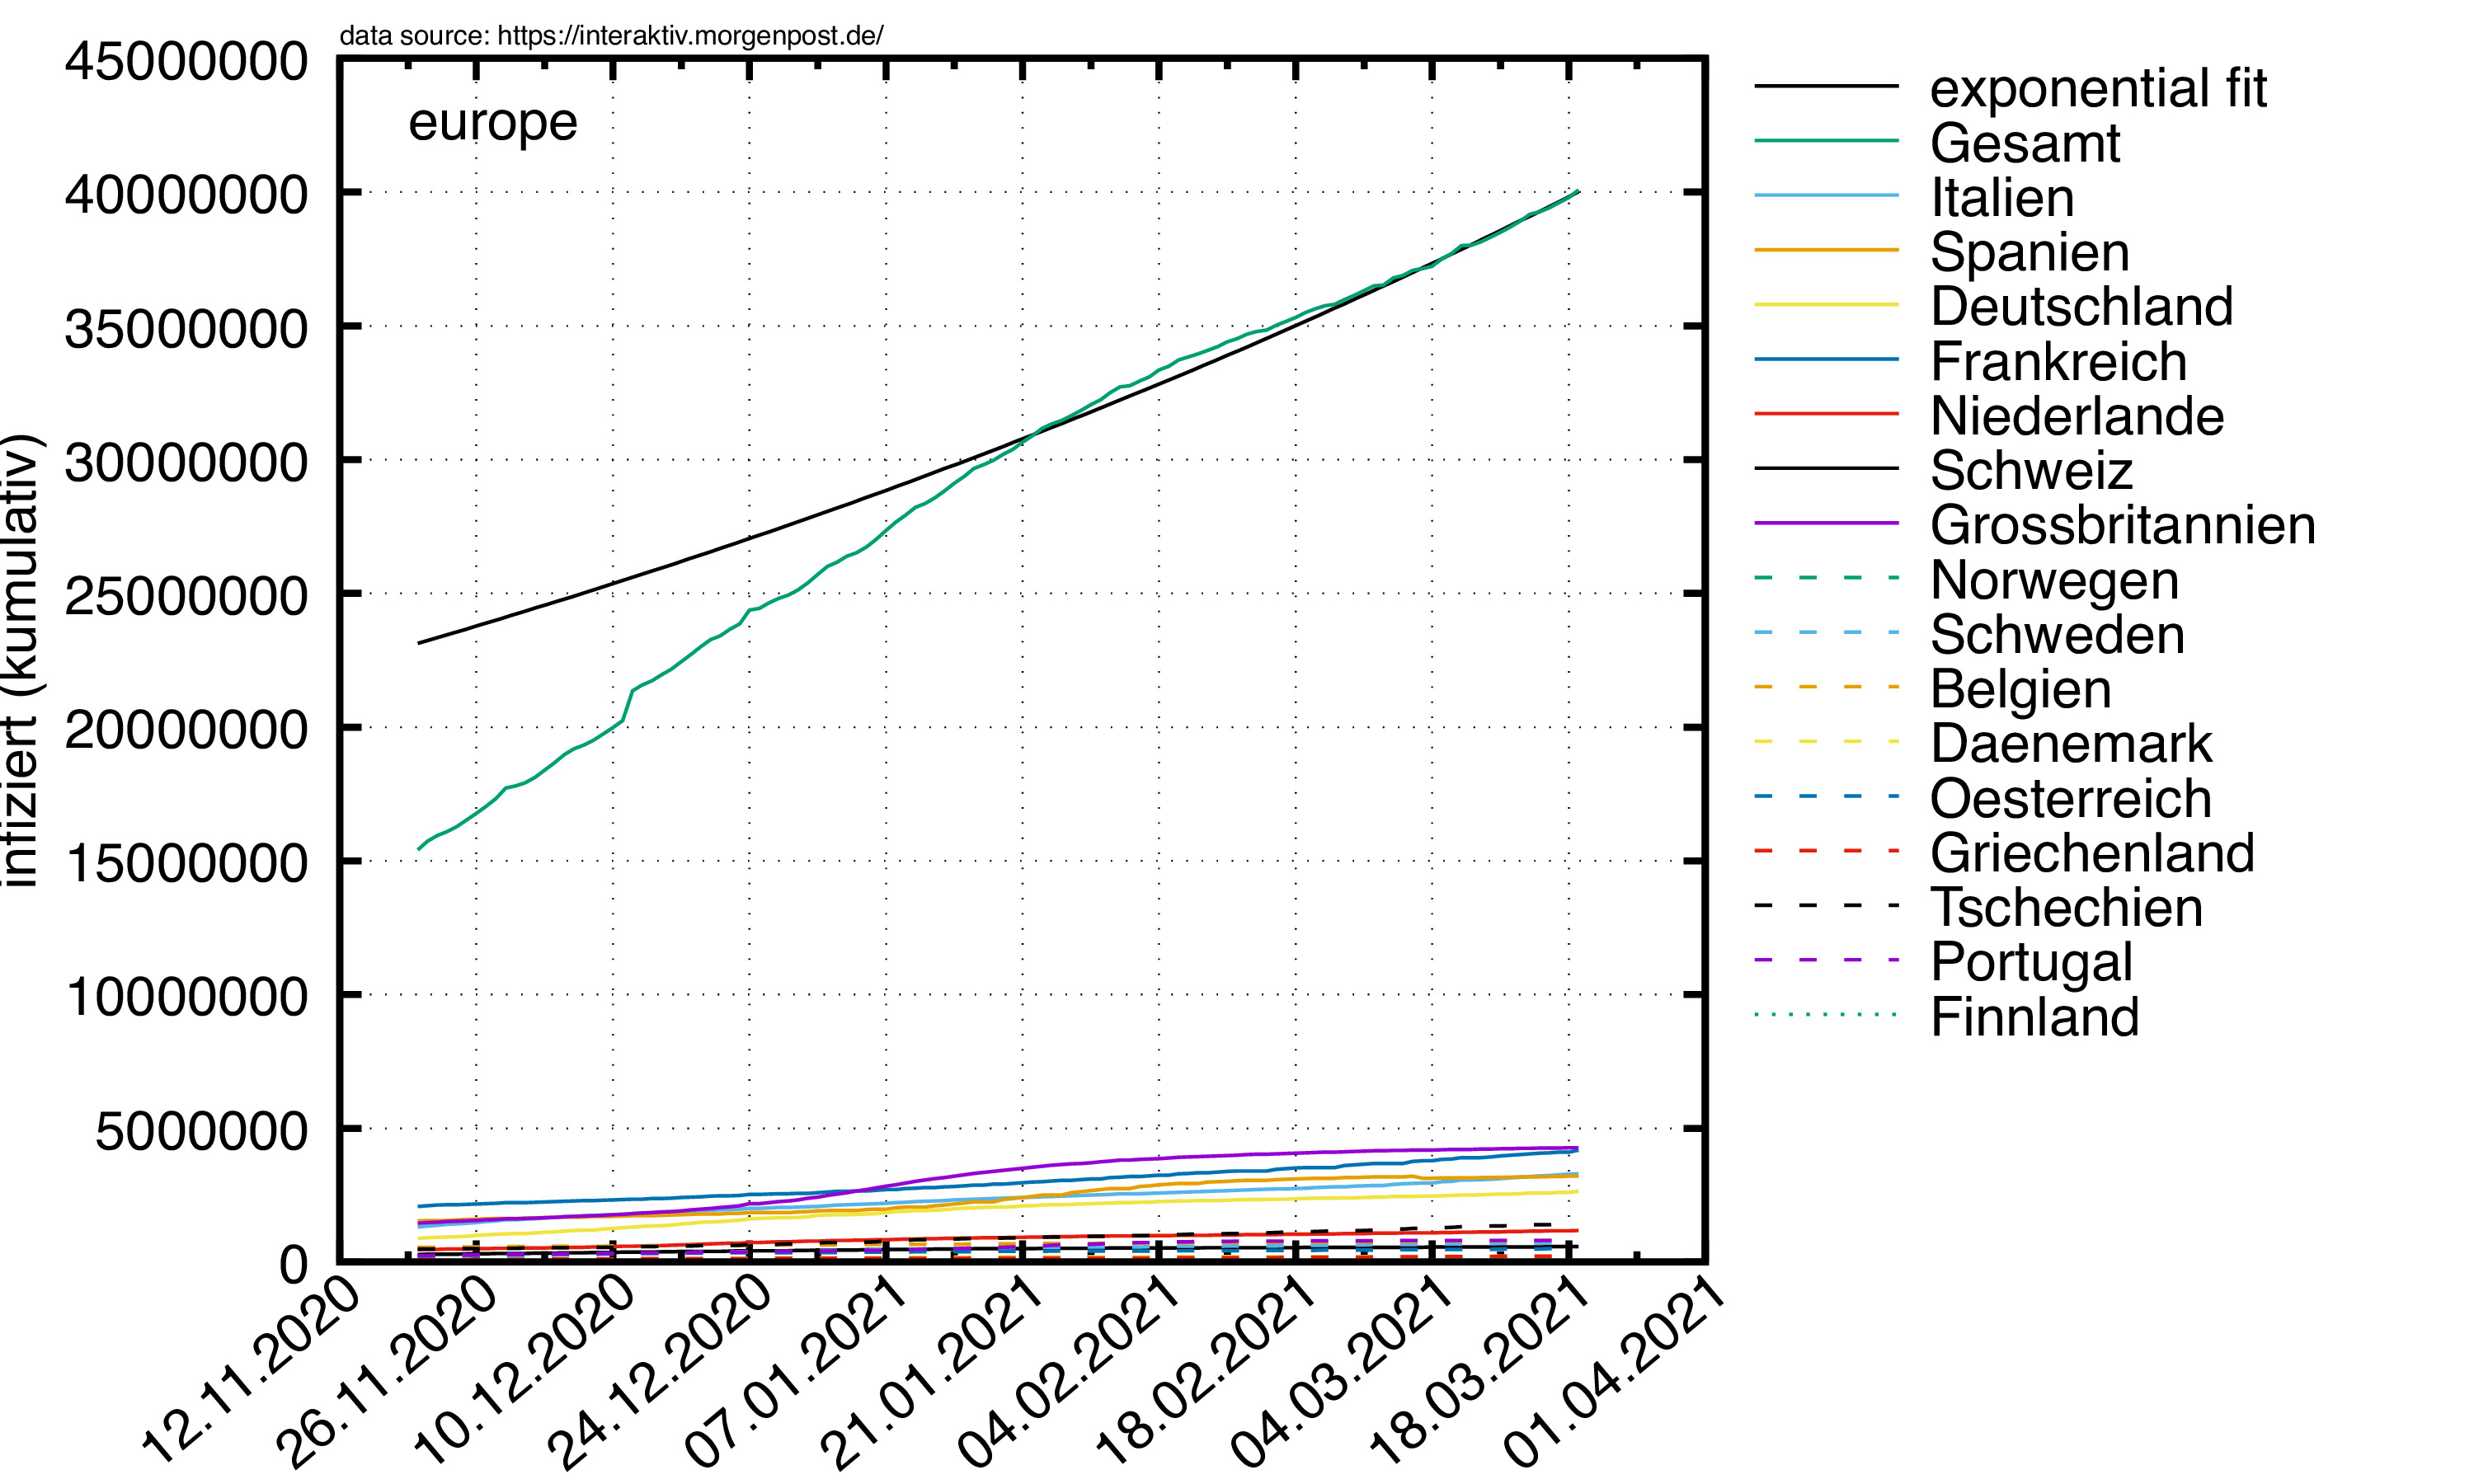 data source: https://interaktiv.morgenpost.de/
europe
infiziert (kumulativ)
45000000
40000000
35000000
30000000
25000000
20000000
15000000
10000000
5000000
0
12.11.2020
26.11.2020
10.12.2020
24.12.2020
07.01.2021
21.01.2021
04.02.2021
18.02.2021
04.03.2021
18.03.2021
01.04.2021
exponential fit
Gesamt
Italien
Spanien
Deutschland
Frankreich
Niederlande
Schweiz
Grossbritannien
Norwegen
Schweden
Belgien
Daenemark
Oesterreich
Griechenland
Tschechien
Portugal
Finnland